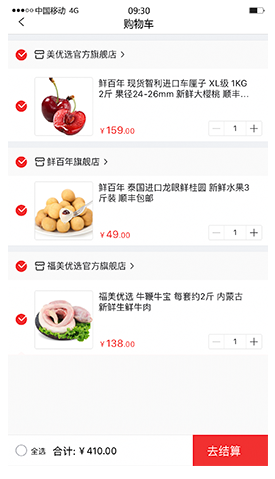 中国移动 4G 09:30
购物车
美优选官方旗舰店 >
鲜百年 现货智利进口车厘子 XL级 1KG
2斤 果径24-26mm 新鲜大樱桃 顺丰...
¥159.00 — 1 +
鲜百年旗舰店 >
鲜百年 泰国进口龙眼鲜桂圆 新鲜水果3
斤装 顺丰包邮
¥49.00 — 1 +
福美优选官方旗舰店 >
福美优选 牛鞭牛宝 每套约2斤 内蒙古
新鲜生鲜牛肉
¥138.00 — 1 +
全选 合计: ¥410.00 去结算